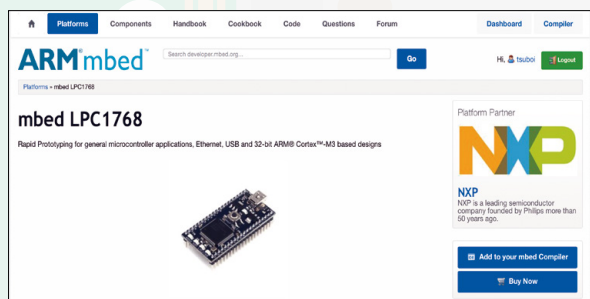 Platforms Components Handbook Cookbook Code Questions Forum Dashboard Compiler
ARM®mbed™
Search developer.mbed.org...
Go
Hi, tsuboi
Logout
Platforms » mbed LPC1768
mbed LPC1768
Rapid Prototyping for general microcontroller applications, Ethernet, USB and 32-bit ARM® Cortex™-M3 based designs
Platform Partner
NXP
NXP
NXP is a leading semiconductor
company founded by Philips more than
50 years ago.
Add to your mbed Compiler
Buy Now